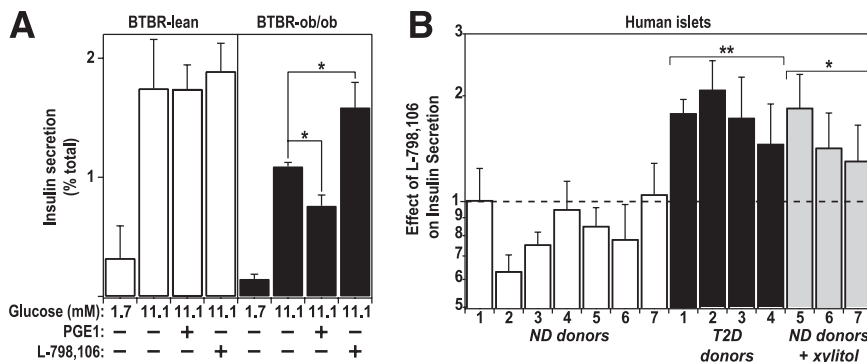 A
BTBR-lean BTBR-ob/ob
Insulin secretion
(% total)
2
1
* *
Glucose (mM): 1.7 11.1 11.1 11.1 1.7 11.1 11.1 11.1
PGE1: − − + − − − + −
L-798,106: − − − + − − − +
B
Human islets
Effect of L-798,106
on Insulin Secretion
3
2
1
9
8
7
6
5
** *
1 2 3 4 5 6 7 1 2 3 4 5 6 7
ND donors T2D donors ND donors + xylitol